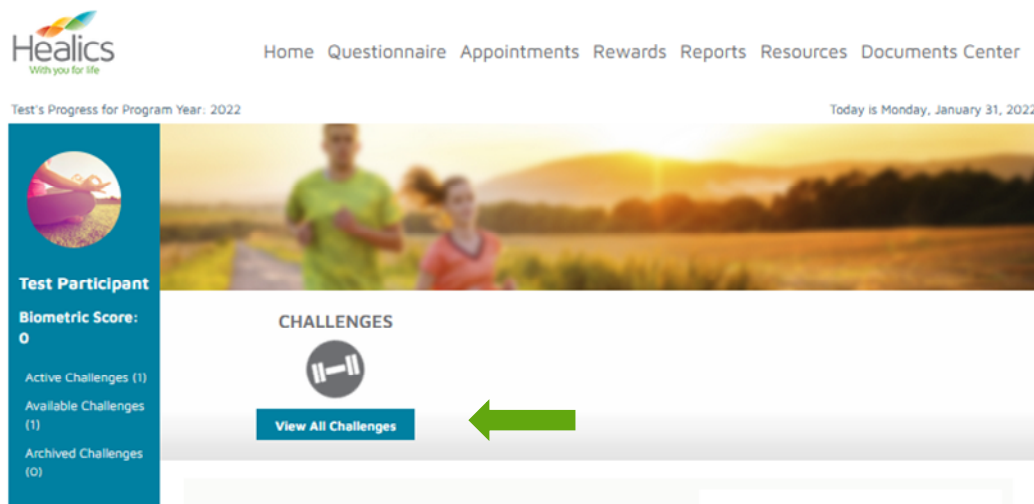 Healics
With you for life
Home Questionnaire Appointments Rewards Reports Resources Documents Center
Test's Progress for Program Year: 2022
Today is Monday, January 31, 2022
Test Participant
Biometric Score:
0
Active Challenges (1)
Available Challenges
(1)
Archived Challenges
(0)
CHALLENGES
View All Challenges